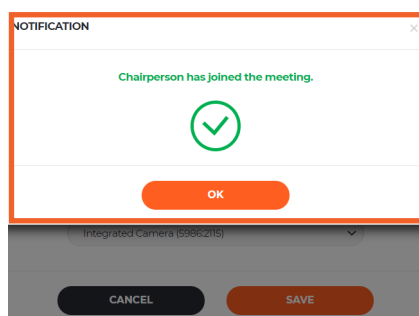 NOTIFICATION ×
Chairperson has joined the meeting.
OK
Integrated Camera (5986:2115)
CANCEL SAVE